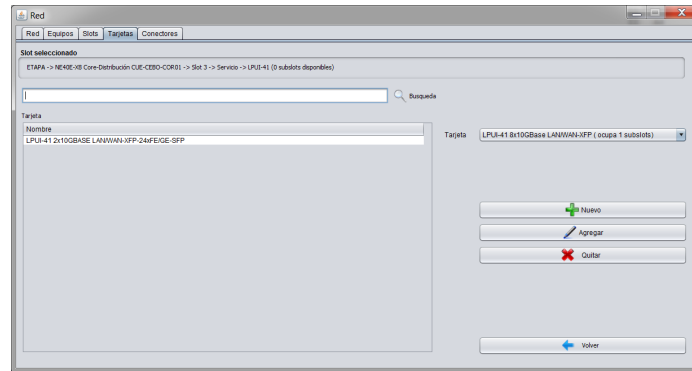 Red
Red Equipos Slots Tarjetas Conectores
Slot seleccionado
ETAPA -> NE40E-X8 Core-Distribución CUE-CEBO-COR01 -> Slot 3 -> Servicio -> LPUI-41 (0 subslots disponibles)
Busqueda
Tarjeta
Nombre
LPUI-41 2x10GBASE LAN/WAN-XFP-24xFE/GE-SFP
Tarjeta LPUI-41 8x10GBase LAN/WAN-XFP ( ocupa 1 subslots)
Nuevo
Agregar
Quitar
Volver